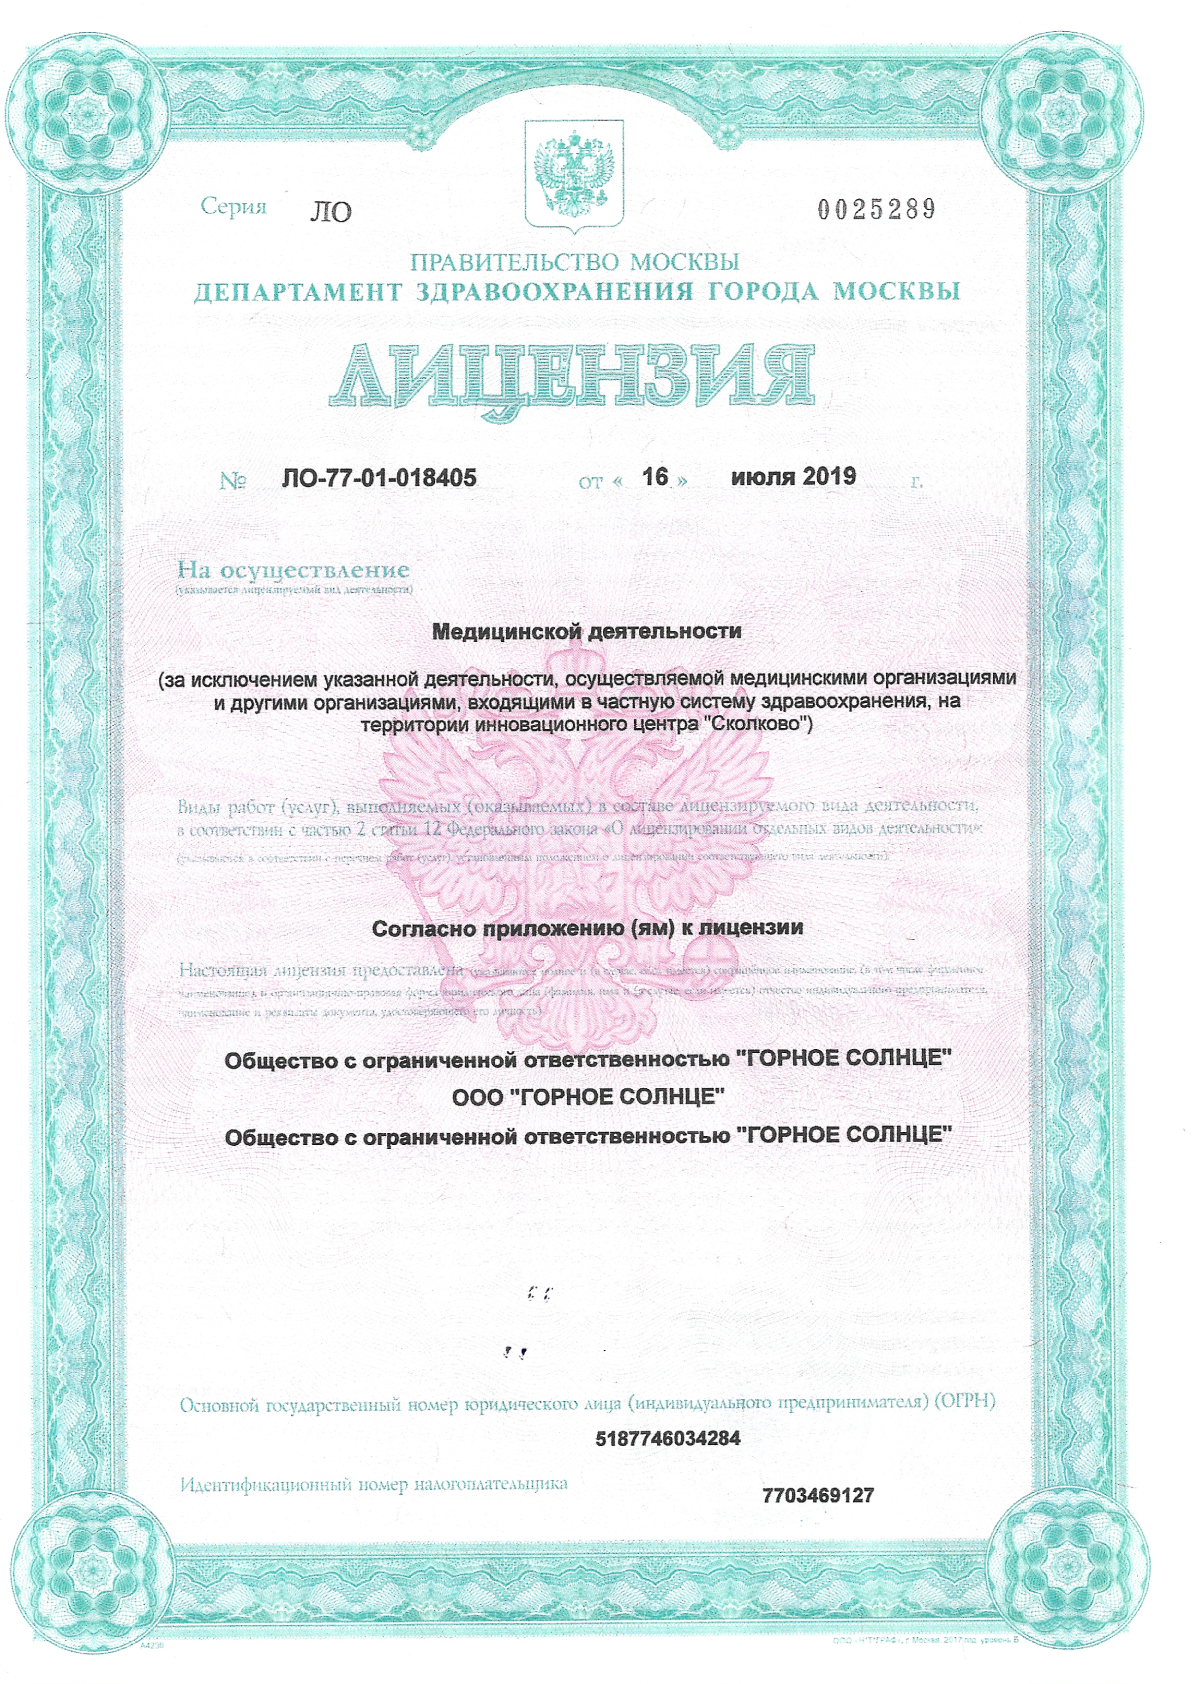 Серия ЛО 0025289
ПРАВИТЕЛЬСТВО МОСКВЫ
ДЕПАРТАМЕНТ ЗДРАВООХРАНЕНИЯ ГОРОДА МОСКВЫ
ЛИЦЕНЗИЯ
№ ЛО-77-01-018405 от « 16 » июля 2019 г.
На осуществление
(указывается лицензируемый вид деятельности)
Медицинской деятельности
(за исключением указанной деятельности, осуществляемой медицинскими организациями
и другими организациями, входящими в частную систему здравоохранения, на
территории инновационного центра "Сколково")
Виды работ (услуг), выполняемых (оказываемых) в составе лицензируемого вида деятельности,
в соответствии с частью 2 статьи 12 Федерального закона «О лицензировании отдельных видов деятельности»:
(указывается в соответствии с перечнем работ (услуг), установленным положением о лицензировании соответствующего вида деятельности):
Согласно приложению (ям) к лицензии
Настоящая лицензия предоставлена (указывается полное и (в случае, если имеется) сокращённое наименование, (в том числе фирменное
наименование), и организационно-правовая форма юридического лица (фамилия, имя и (в случае, если имеется) отчество индивидуального предпринимателя,
наименование и реквизиты документа, удостоверяющего его личность)
Общество с ограниченной ответственностью "ГОРНОЕ СОЛНЦЕ"
ООО "ГОРНОЕ СОЛНЦЕ"
Общество с ограниченной ответственностью "ГОРНОЕ СОЛНЦЕ"
Основной государственный номер юридического лица (индивидуального предпринимателя) (ОГРН)
5187746034284
Идентификационный номер налогоплательщика
7703469127
А4236 г. Москва, 2017 год, уровень Б